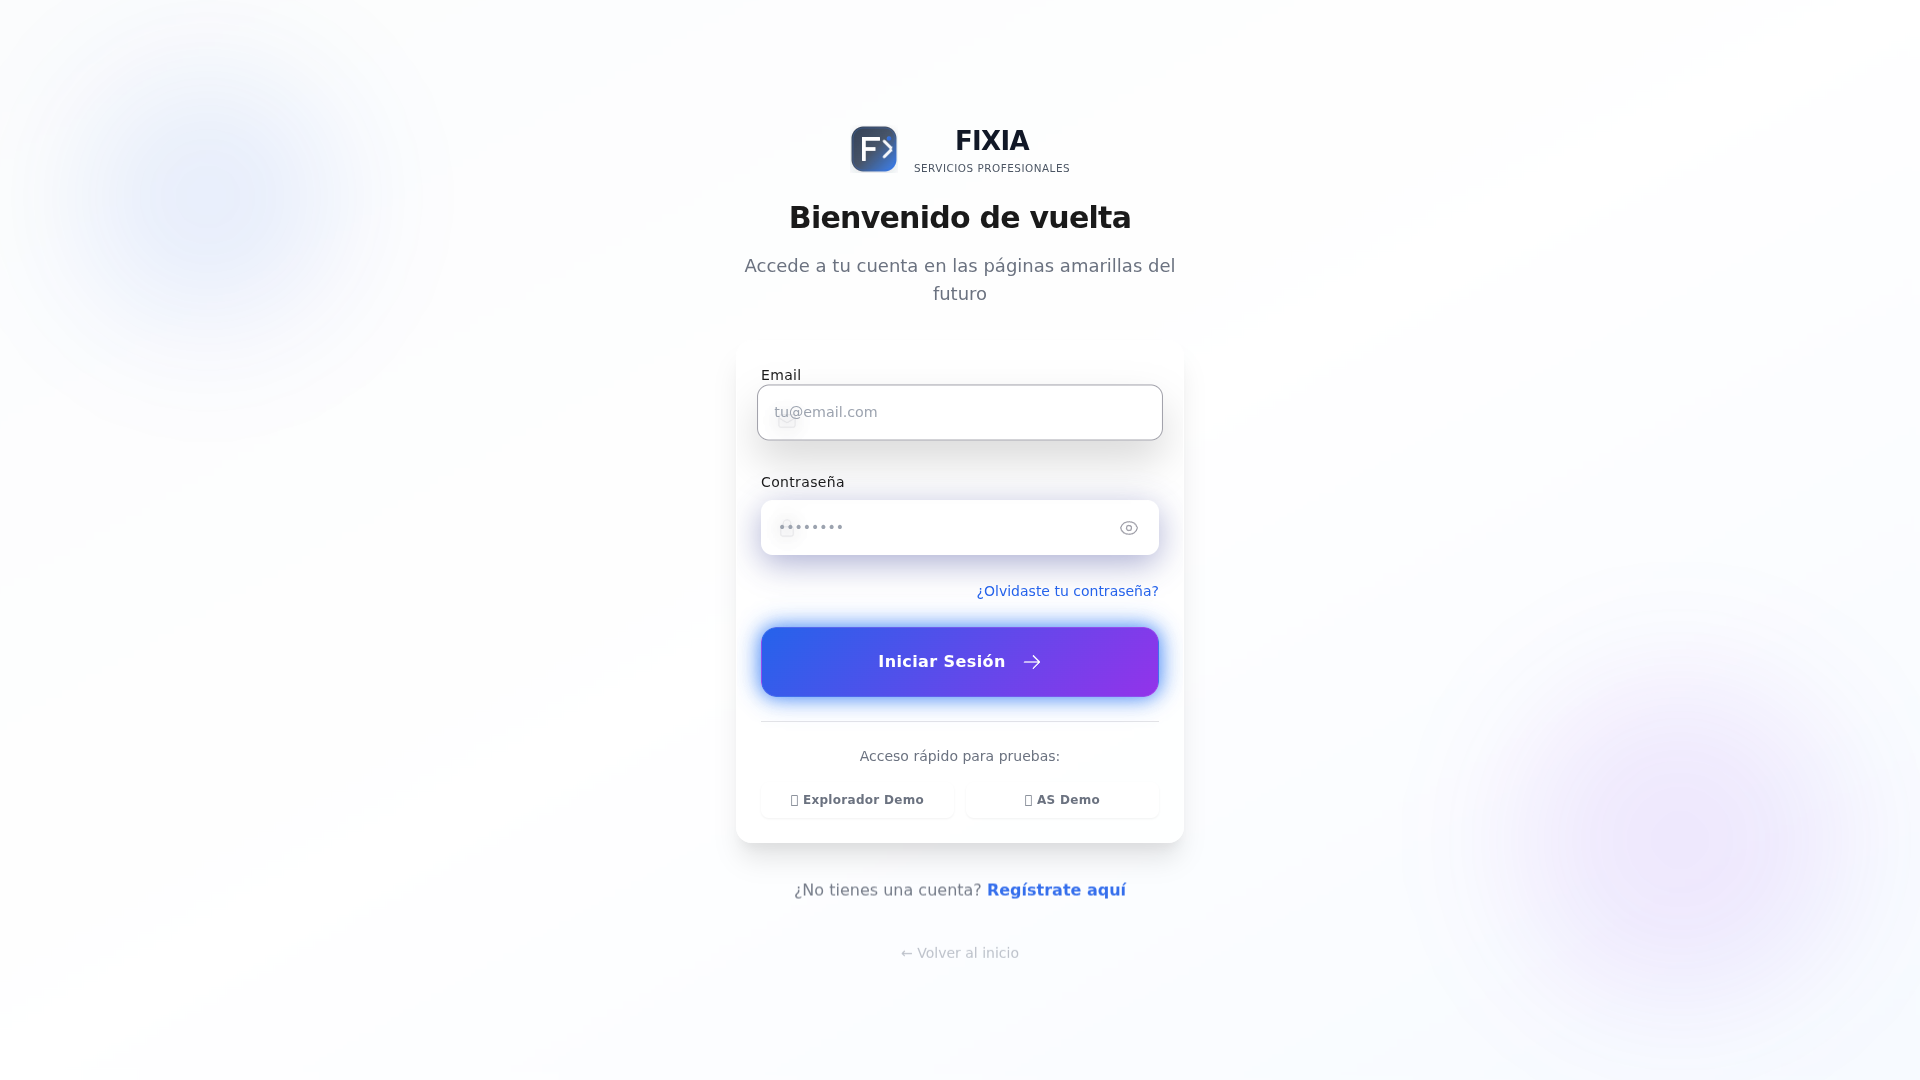 FIXIA
SERVICIOS PROFESIONALES
Bienvenido de vuelta
Accede a tu cuenta en las páginas amarillas del
futuro
Email
tu@email.com
Contraseña
••••••••
¿Olvidaste tu contraseña?
Iniciar Sesión →
Acceso rápido para pruebas:
Explorador Demo
AS Demo
¿No tienes una cuenta? Regístrate aquí
← Volver al inicio